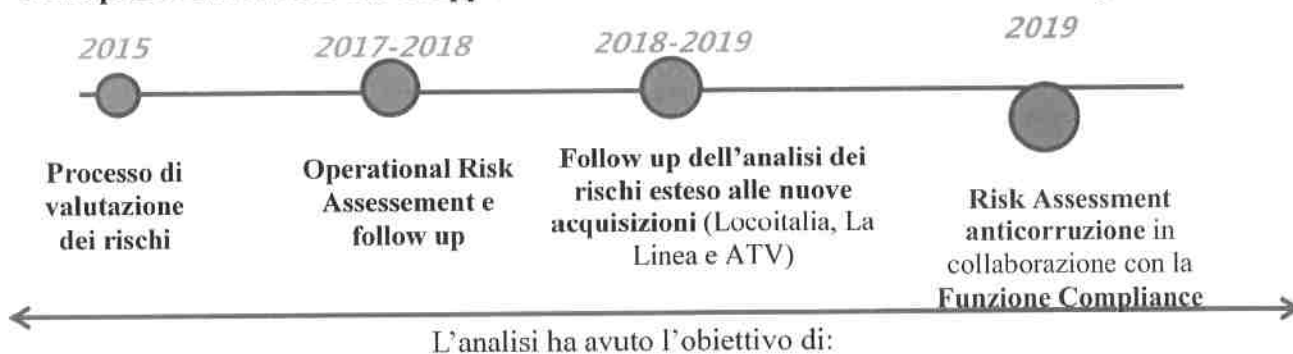 2015
2017-2018
2018-2019
2019
Processo di
valutazione
dei rischi
Operational Risk
Assessement e
follow up
Follow up dell’analisi dei
rischi esteso alle nuove
acquisizioni (Locoitalia, La
Linea e ATV)
Risk Assessment
anticorruzione in
collaborazione con la
Funzione Compliance
L’analisi ha avuto l’obiettivo di: